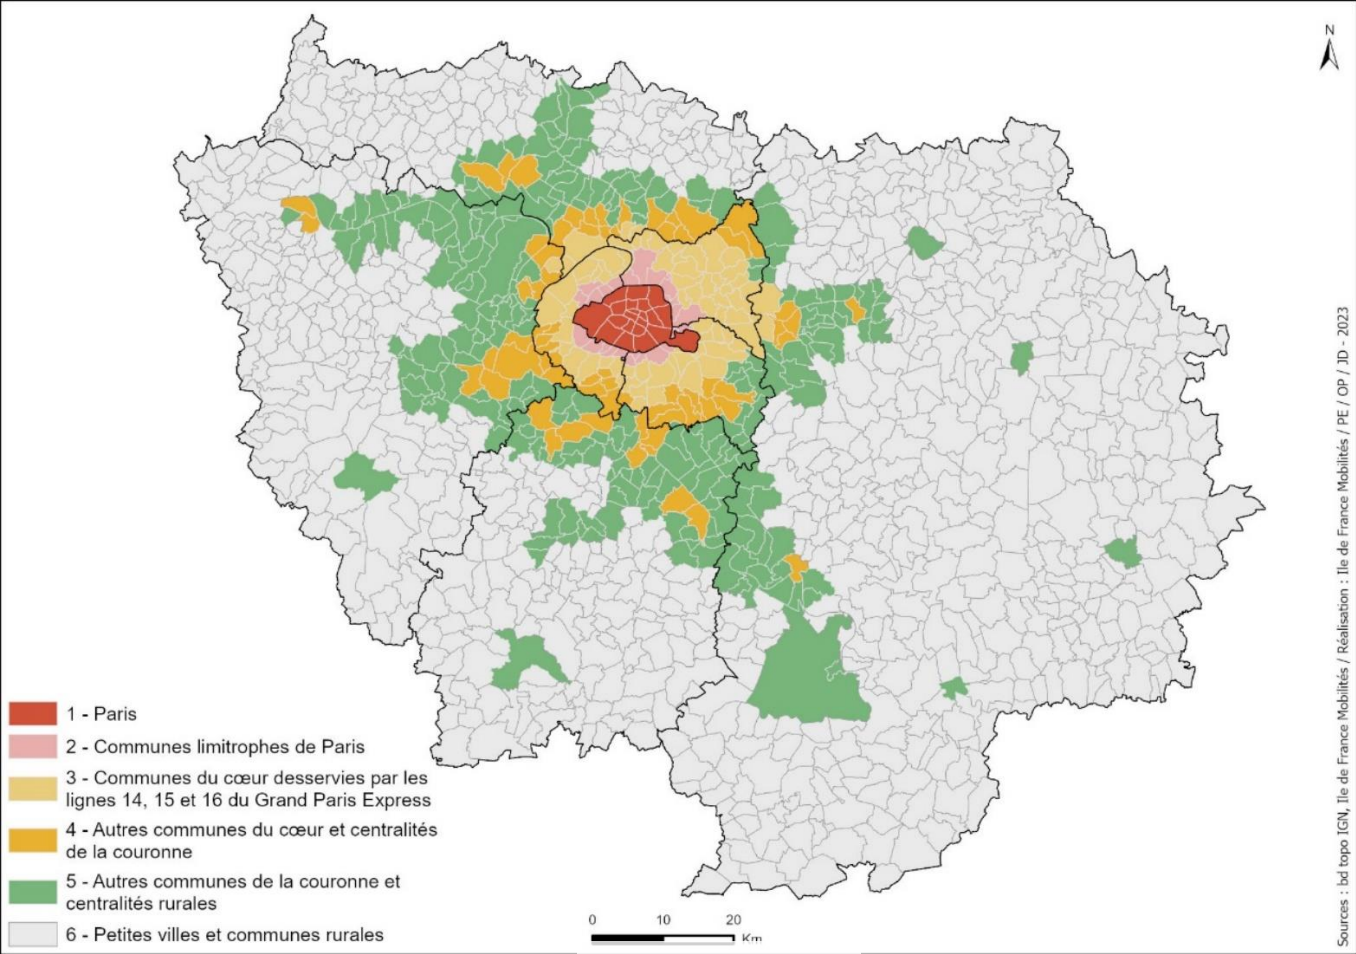 N
1 - Paris
2 - Communes limitrophes de Paris
3 - Communes du cœur desservies par les
lignes 14, 15 et 16 du Grand Paris Express
4 - Autres communes du cœur et centralités
de la couronne
5 - Autres communes de la couronne et
centralités rurales
6 - Petites villes et communes rurales
0 10 20
Km
Sources : bd topo IGN, Ile de France Mobilités / Réalisation : Ile de France Mobilités / PE / OP / JD - 2023